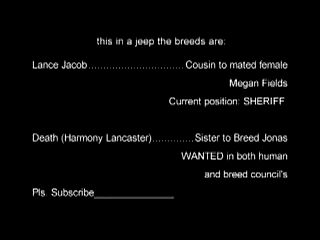 this in a jeep the breeds are:
Lance Jacob................................ Cousin to mated female
Megan Fields
Current position: SHERIFF
Death (Harmony Lancaster)..............Sister to Breed Jonas
WANTED in both human
and breed council's
Pls. Subscribe_______________